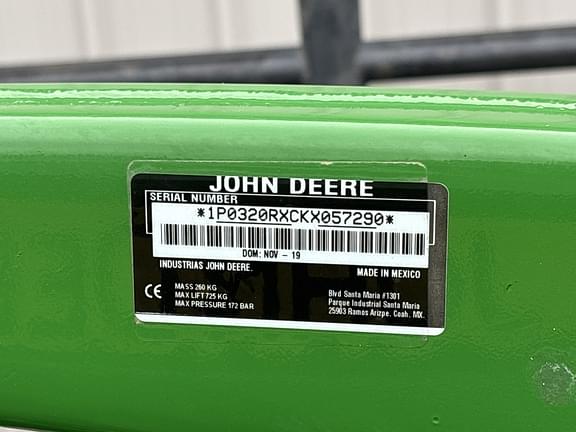 JOHN DEERE
SERIAL NUMBER
*1P0320RXCKX057290*
DOM: NOV - 19
INDUSTRIAS JOHN DEERE.
MADE IN MEXICO
CE
MASS 260 KG
MAX LIFT 725 KG
MAX PRESSURE 172 BAR
Blvd Santa Maria #1301
Parque Industrial Santa Maria
25903 Ramos Arizpe, Coah. MX.